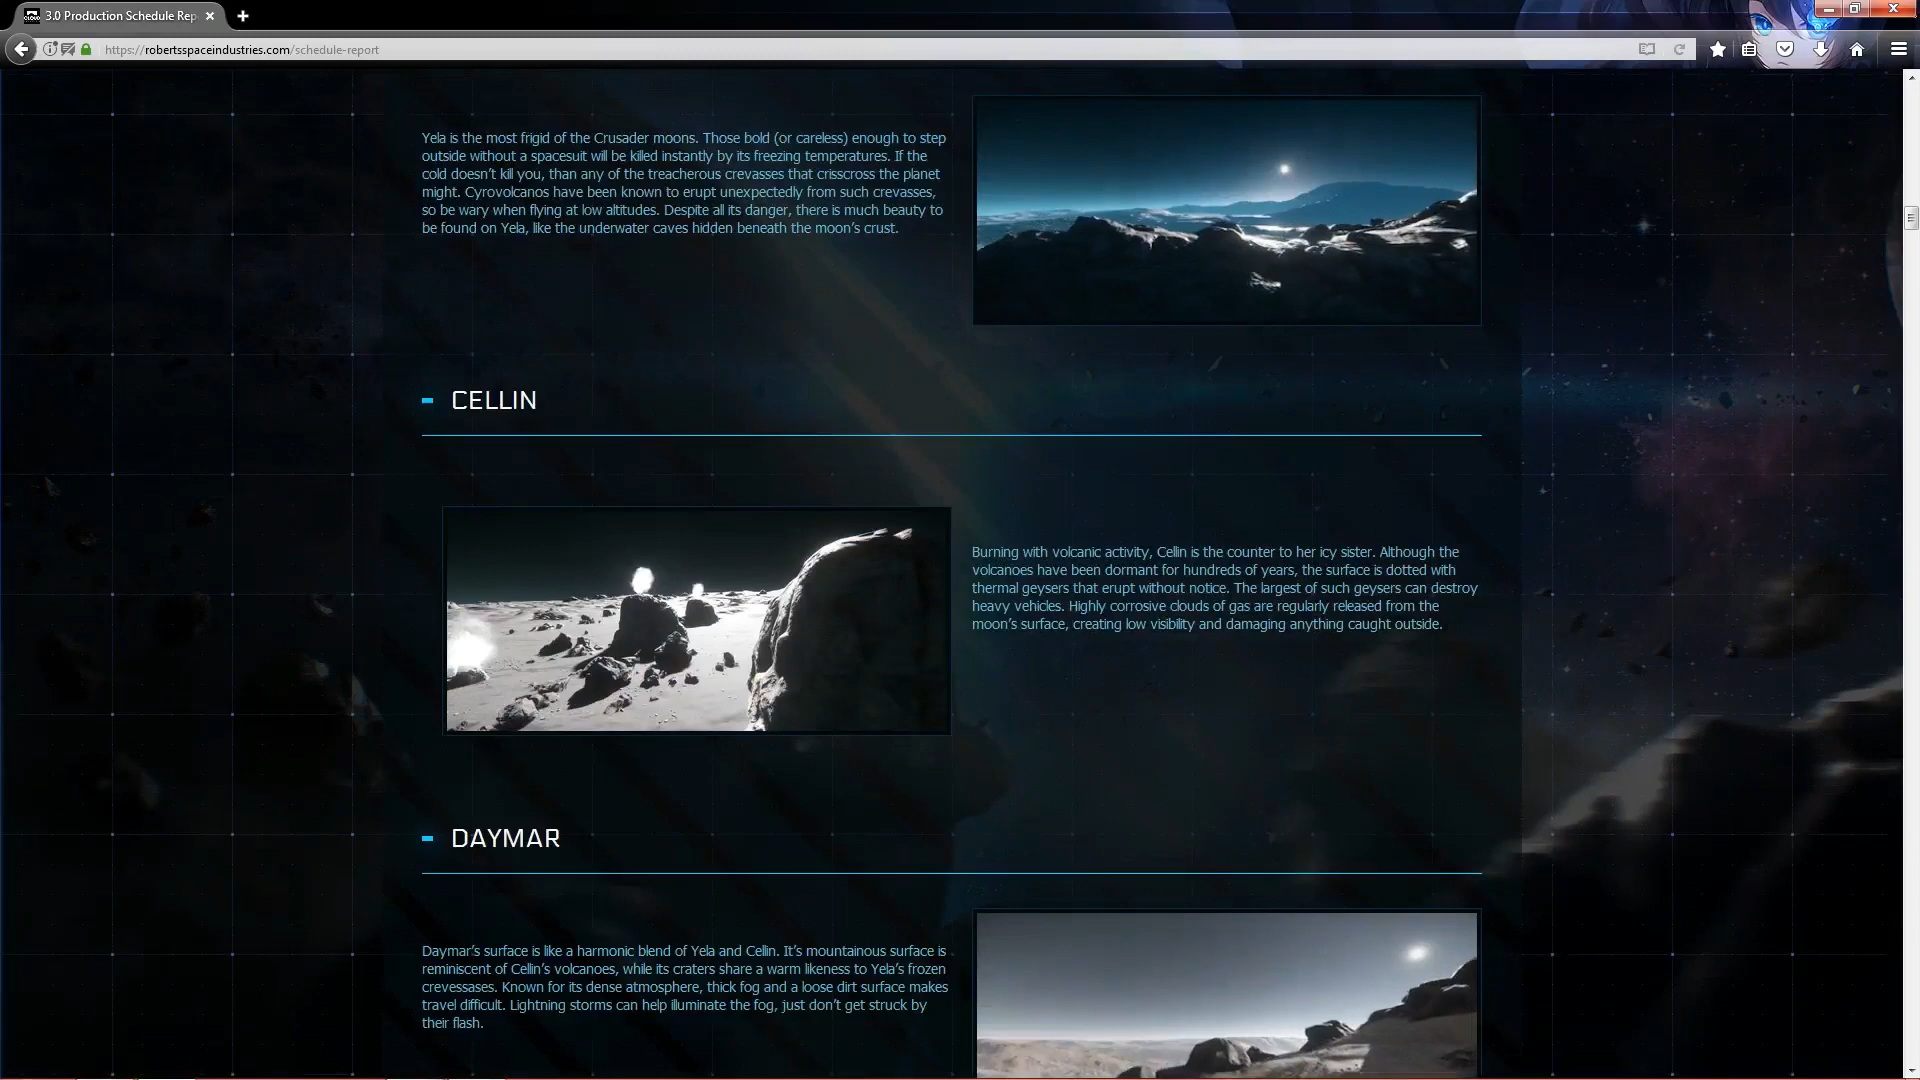 3.0 Production Schedule Rep
https://robertsspaceindustries.com/schedule-report
Yela is the most frigid of the Crusader moons. Those bold (or careless) enough to step
outside without a spacesuit will be killed instantly by its freezing temperatures. If the
cold doesn’t kill you, than any of the treacherous crevasses that crisscross the planet
might. Cyrovolcanos have been known to erupt unexpectedly from such crevasses,
so be wary when flying at low altitudes. Despite all its danger, there is much beauty to
be found on Yela, like the underwater caves hidden beneath the moon’s crust.
CELLIN
Burning with volcanic activity, Cellin is the counter to her icy sister. Although the
volcanoes have been dormant for hundreds of years, the surface is dotted with
thermal geysers that erupt without notice. The largest of such geysers can destroy
heavy vehicles. Highly corrosive clouds of gas are regularly released from the
moon’s surface, creating low visibility and damaging anything caught outside.
DAYMAR
Daymar’s surface is like a harmonic blend of Yela and Cellin. It’s mountainous surface is
reminiscent of Cellin’s volcanoes, while its craters share a warm likeness to Yela’s frozen
crevessases. Known for its dense atmosphere, thick fog and a loose dirt surface makes
travel difficult. Lightning storms can help illuminate the fog, just don’t get struck by
their flash.